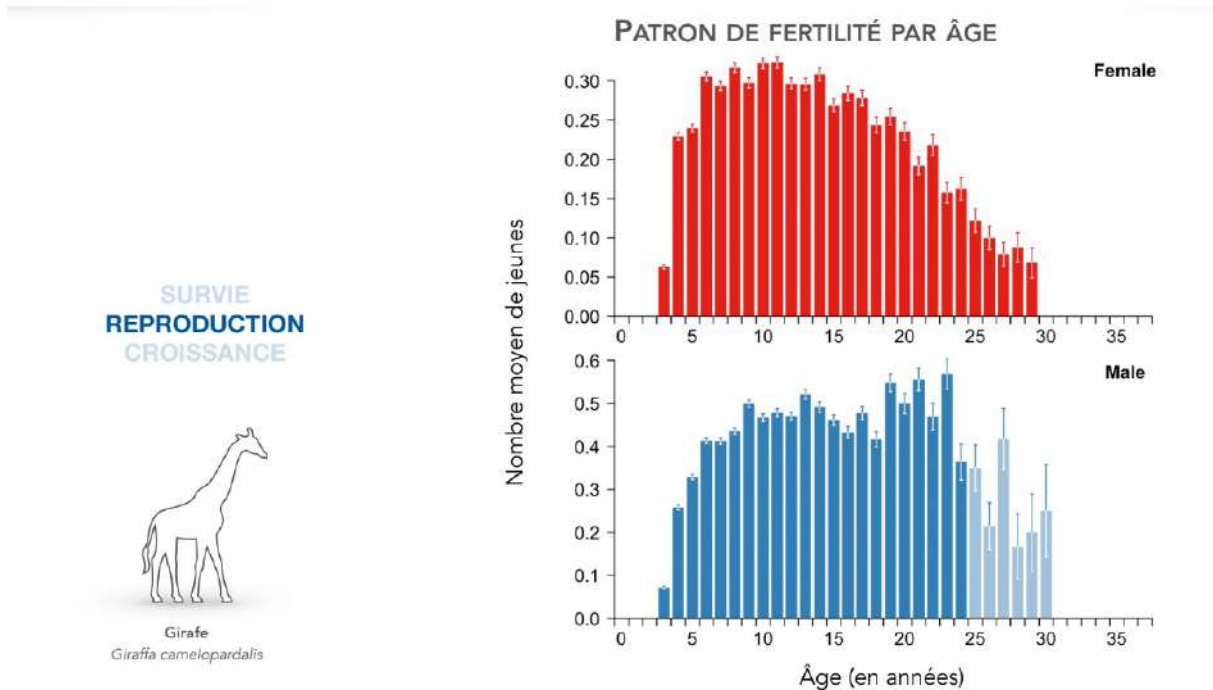 PATRON DE FERTILITÉ PAR ÂGE
SURVIE
REPRODUCTION
CROISSANCE
Girafe
Giraffa camelopardalis
Nombre moyen de jeunes
Female
0.30
0.25
0.20
0.15
0.10
0.05
0.00
0 5 10 15 20 25 30 35
Male
0.6
0.5
0.4
0.3
0.2
0.1
0.0
0 5 10 15 20 25 30 35
Âge (en années)